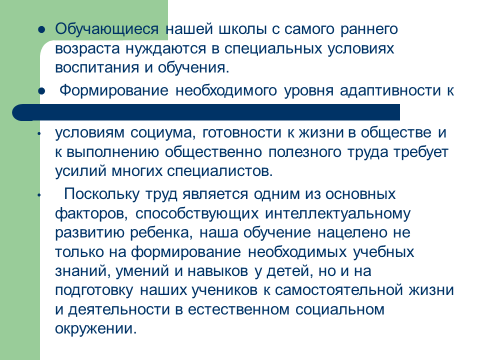 • Обучающиеся нашей школы с самого раннего
возраста нуждаются в специальных условиях
воспитания и обучения.
• Формирование необходимого уровня адаптивности к
• условиям социума, готовности к жизни в обществе и
к выполнению общественно полезного труда требует
усилий многих специалистов.
• Поскольку труд является одним из основных
факторов, способствующих интеллектуальному
развитию ребенка, наша обучение нацелено не
только на формирование необходимых учебных
знаний, умений и навыков у детей, но и на
подготовку наших учеников к самостоятельной жизни
и деятельности в естественном социальном
окружении.